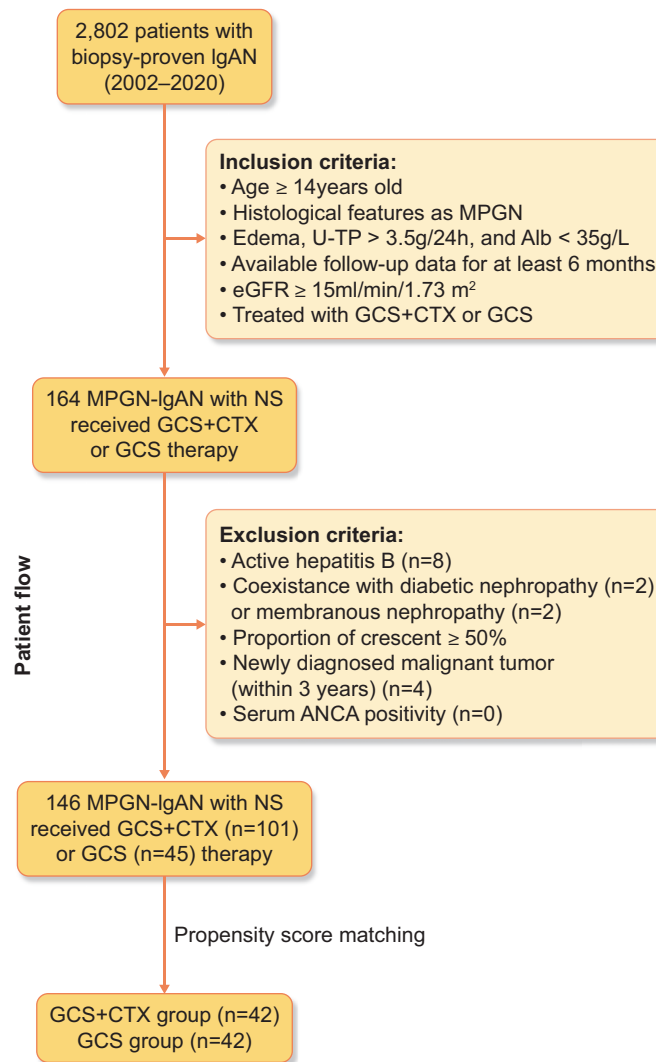 2,802 patients with
biopsy-proven IgAN
(2002–2020)
Inclusion criteria:
• Age ≥ 14years old
• Histological features as MPGN
• Edema, U-TP > 3.5g/24h, and Alb < 35g/L
• Available follow-up data for at least 6 months
• eGFR ≥ 15ml/min/1.73 m²
• Treated with GCS+CTX or GCS
164 MPGN-IgAN with NS
received GCS+CTX
or GCS therapy
Patient flow
Exclusion criteria:
• Active hepatitis B (n=8)
• Coexistance with diabetic nephropathy (n=2)
or membranous nephropathy (n=2)
• Proportion of crescent ≥ 50%
• Newly diagnosed malignant tumor
(within 3 years) (n=4)
• Serum ANCA positivity (n=0)
146 MPGN-IgAN with NS
received GCS+CTX (n=101)
or GCS (n=45) therapy
Propensity score matching
GCS+CTX group (n=42)
GCS group (n=42)